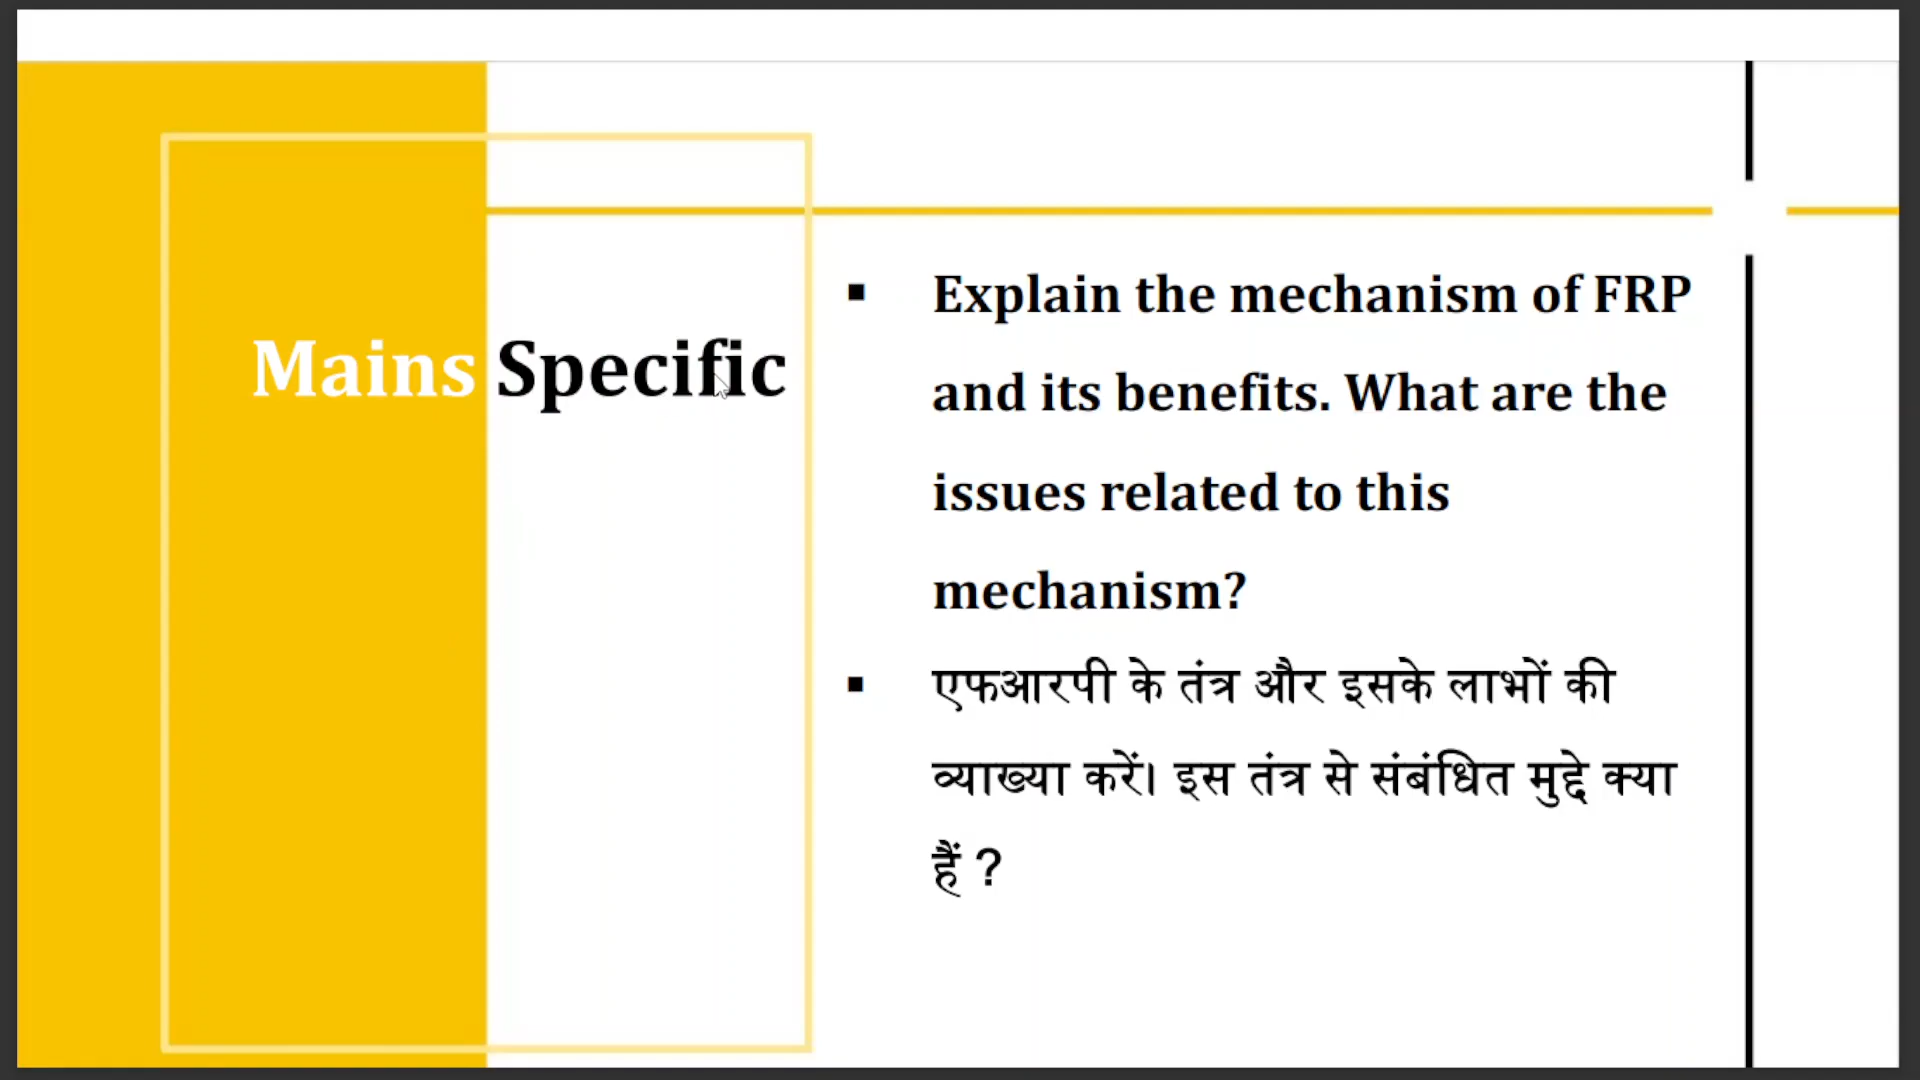 Mains Specific
▪ Explain the mechanism of FRP
and its benefits. What are the
issues related to this
mechanism?
▪ एफआरपी के तंत्र और इसके लाभों की
व्याख्या करें। इस तंत्र से संबंधित मुद्दे क्या
हैं ?